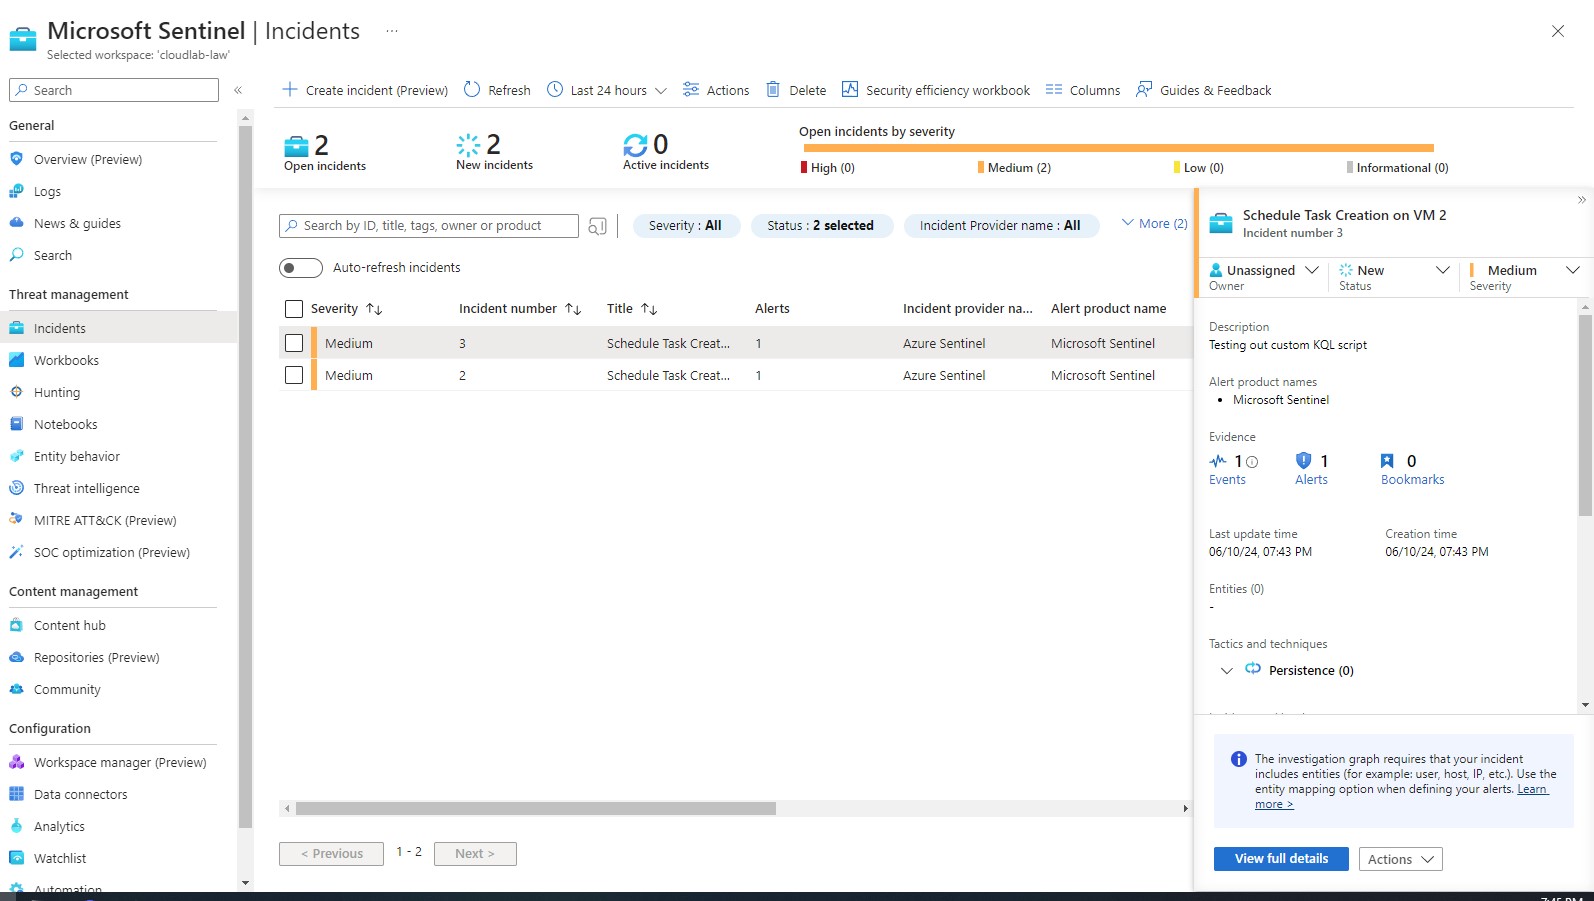 Microsoft Sentinel | Incidents ...
Selected workspace: 'cloudlab-law'
Search
«
Create incident (Preview) Refresh Last 24 hours Actions Delete Security efficiency workbook Columns Guides & Feedback
General
Overview (Preview)
Logs
News & guides
Search
Threat management
Incidents
Workbooks
Hunting
Notebooks
Entity behavior
Threat intelligence
MITRE ATT&CK (Preview)
SOC optimization (Preview)
Content management
Content hub
Repositories (Preview)
Community
Configuration
Workspace manager (Preview)
Data connectors
Analytics
Watchlist
Automation
2
Open incidents
2
New incidents
0
Active incidents
Open incidents by severity
High (0) Medium (2) Low (0) Informational (0)
Search by ID, title, tags, owner or product
Severity : All
Status : 2 selected
Incident Provider name : All
More (2)
Auto-refresh incidents
Severity Incident number Title Alerts Incident provider na... Alert product name
Medium 3 Schedule Task Creat... 1 Azure Sentinel Microsoft Sentinel
Medium 2 Schedule Task Creat... 1 Azure Sentinel Microsoft Sentinel
< Previous 1 - 2 Next >
»
Schedule Task Creation on VM 2
Incident number 3
Unassigned New Medium
Owner Status Severity
Description
Testing out custom KQL script
Alert product names
• Microsoft Sentinel
Evidence
1 1 0
Events Alerts Bookmarks
Last update time Creation time
06/10/24, 07:43 PM 06/10/24, 07:43 PM
Entities (0)
-
Tactics and techniques
Persistence (0)
The investigation graph requires that your incident
includes entities (for example: user, host, IP, etc.). Use the
entity mapping option when defining your alerts. Learn
more >
View full details Actions